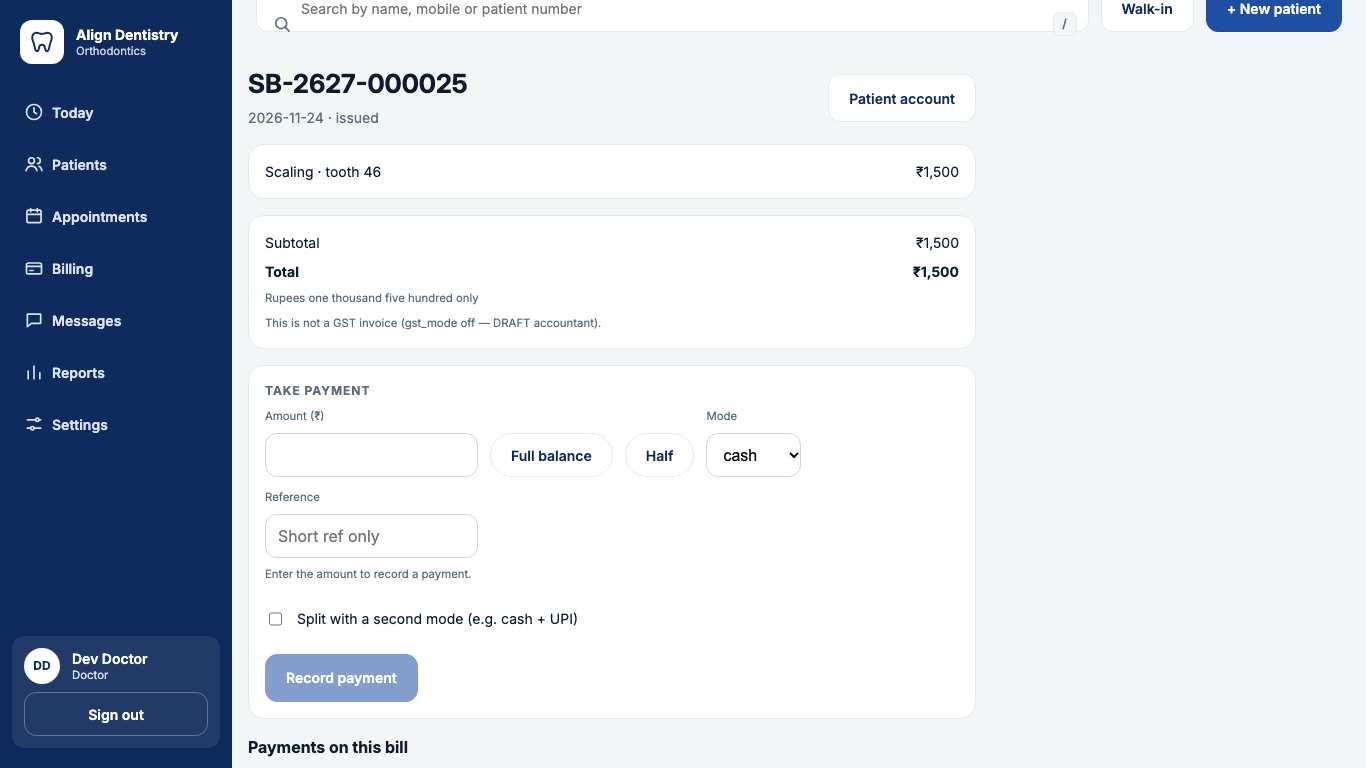 Align Dentistry
Orthodontics
Today
Patients
Appointments
Billing
Messages
Reports
Settings
DD
Dev Doctor
Doctor
Sign out
Search by name, mobile or patient number
/
Walk-in
+ New patient
SB-2627-000025
2026-11-24 · issued
Patient account
Scaling · tooth 46 ₹1,500
Subtotal ₹1,500
Total ₹1,500
Rupees one thousand five hundred only
This is not a GST invoice (gst_mode off — DRAFT accountant).
TAKE PAYMENT
Amount (₹) Mode
Full balance Half cash
Reference
Short ref only
Enter the amount to record a payment.
Split with a second mode (e.g. cash + UPI)
Record payment
Payments on this bill